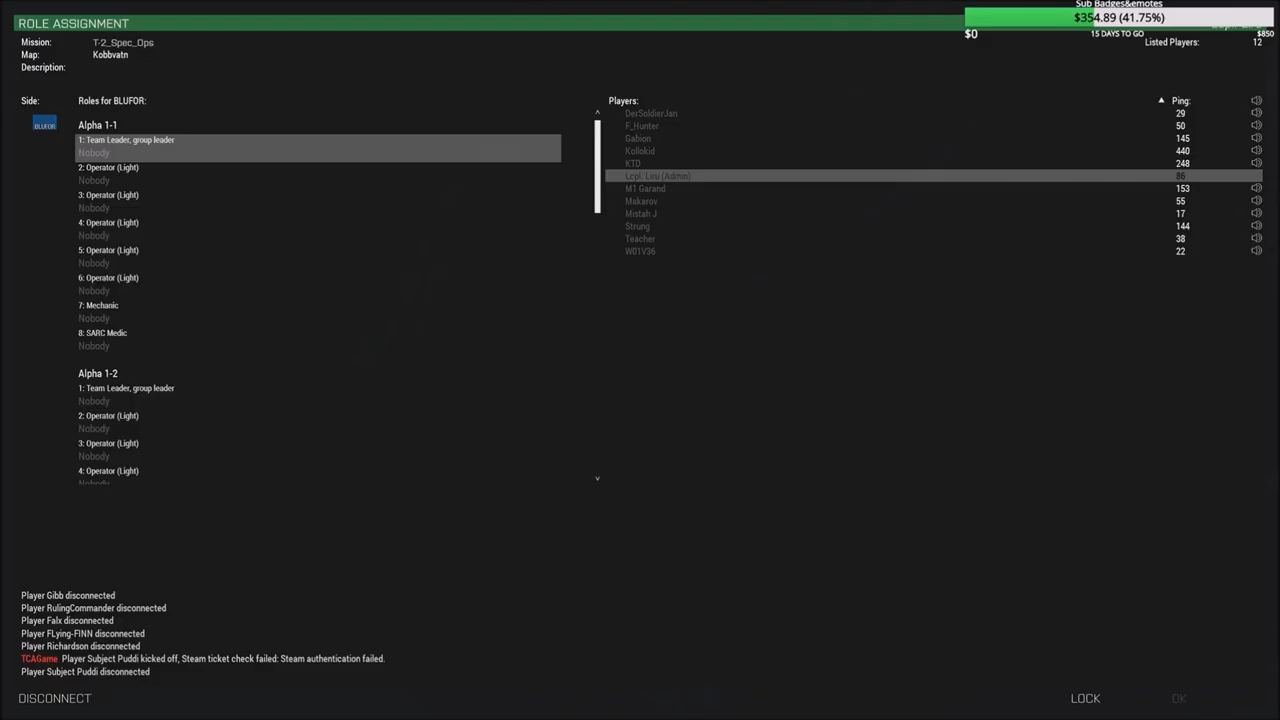 Sub Badges&emotes
ROLE ASSIGNMENT
$354.89 (41.75%)
$0
15 DAYS TO GO
$850
Mission:
T-2_Spec_Ops
Listed Players:
12
Map:
Kobbvatn
Description:
Side:
Roles for BLUFOR:
Players:
Ping:
BLUFOR
Alpha 1-1
1: Team Leader, group leader
Nobody
2: Operator (Light)
Nobody
3: Operator (Light)
Nobody
4: Operator (Light)
Nobody
5: Operator (Light)
Nobody
6: Operator (Light)
Nobody
7: Mechanic
Nobody
8: SARC Medic
Nobody
Alpha 1-2
1: Team Leader, group leader
Nobody
2: Operator (Light)
Nobody
3: Operator (Light)
Nobody
4: Operator (Light)
Nobody
DerSoldierJan 29
F_Hunter 50
Gabion 145
Kollokid 440
KTD 248
Lcpl. Liru (Admin) 86
M1 Garand 153
Makarov 55
Mistah J 17
Strung 144
Teacher 38
W01V36 22
Player Gibb disconnected
Player RulingCommander disconnected
Player Falx disconnected
Player FLying-FINN disconnected
Player Richardson disconnected
TCAGame Player Subject Puddi kicked off, Steam ticket check failed: Steam authentication failed.
Player Subject Puddi disconnected
DISCONNECT
LOCK
OK